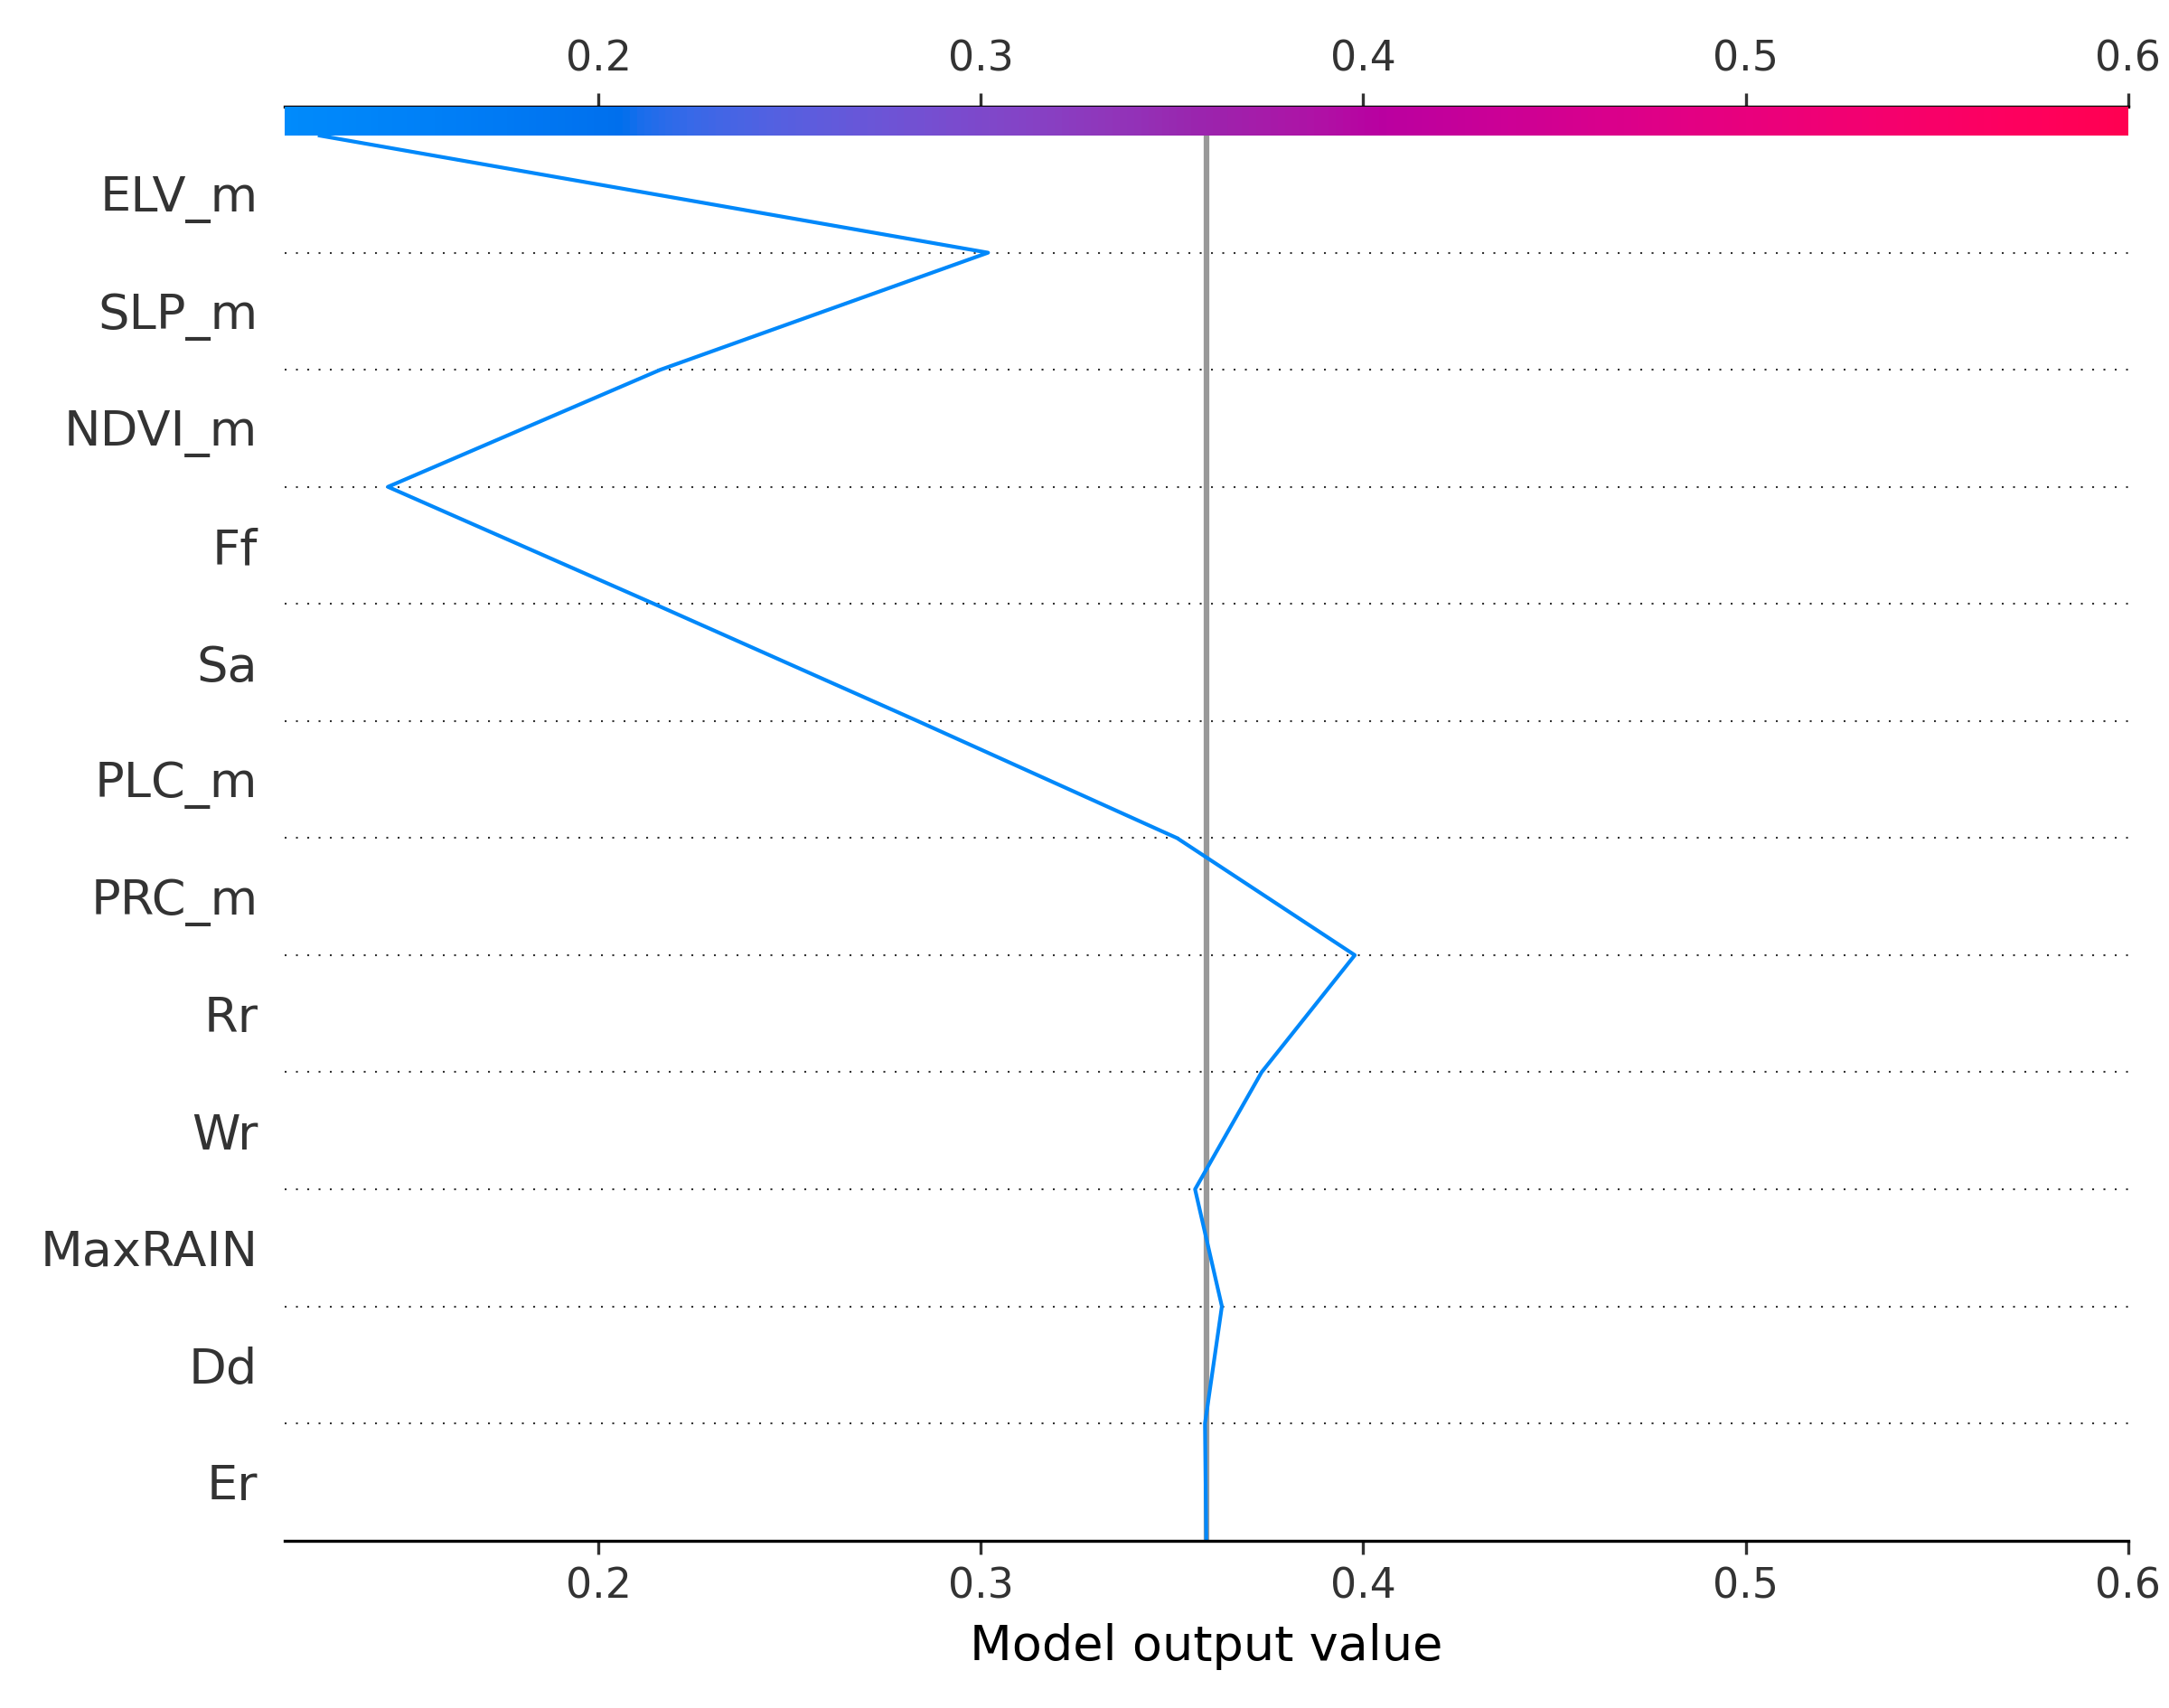 0.2 0.3 0.4 0.5 0.6
ELV_m
SLP_m
NDVI_m
Ff
Sa
PLC_m
PRC_m
Rr
Wr
MaxRAIN
Dd
Er
0.2 0.3 0.4 0.5 0.6
Model output value